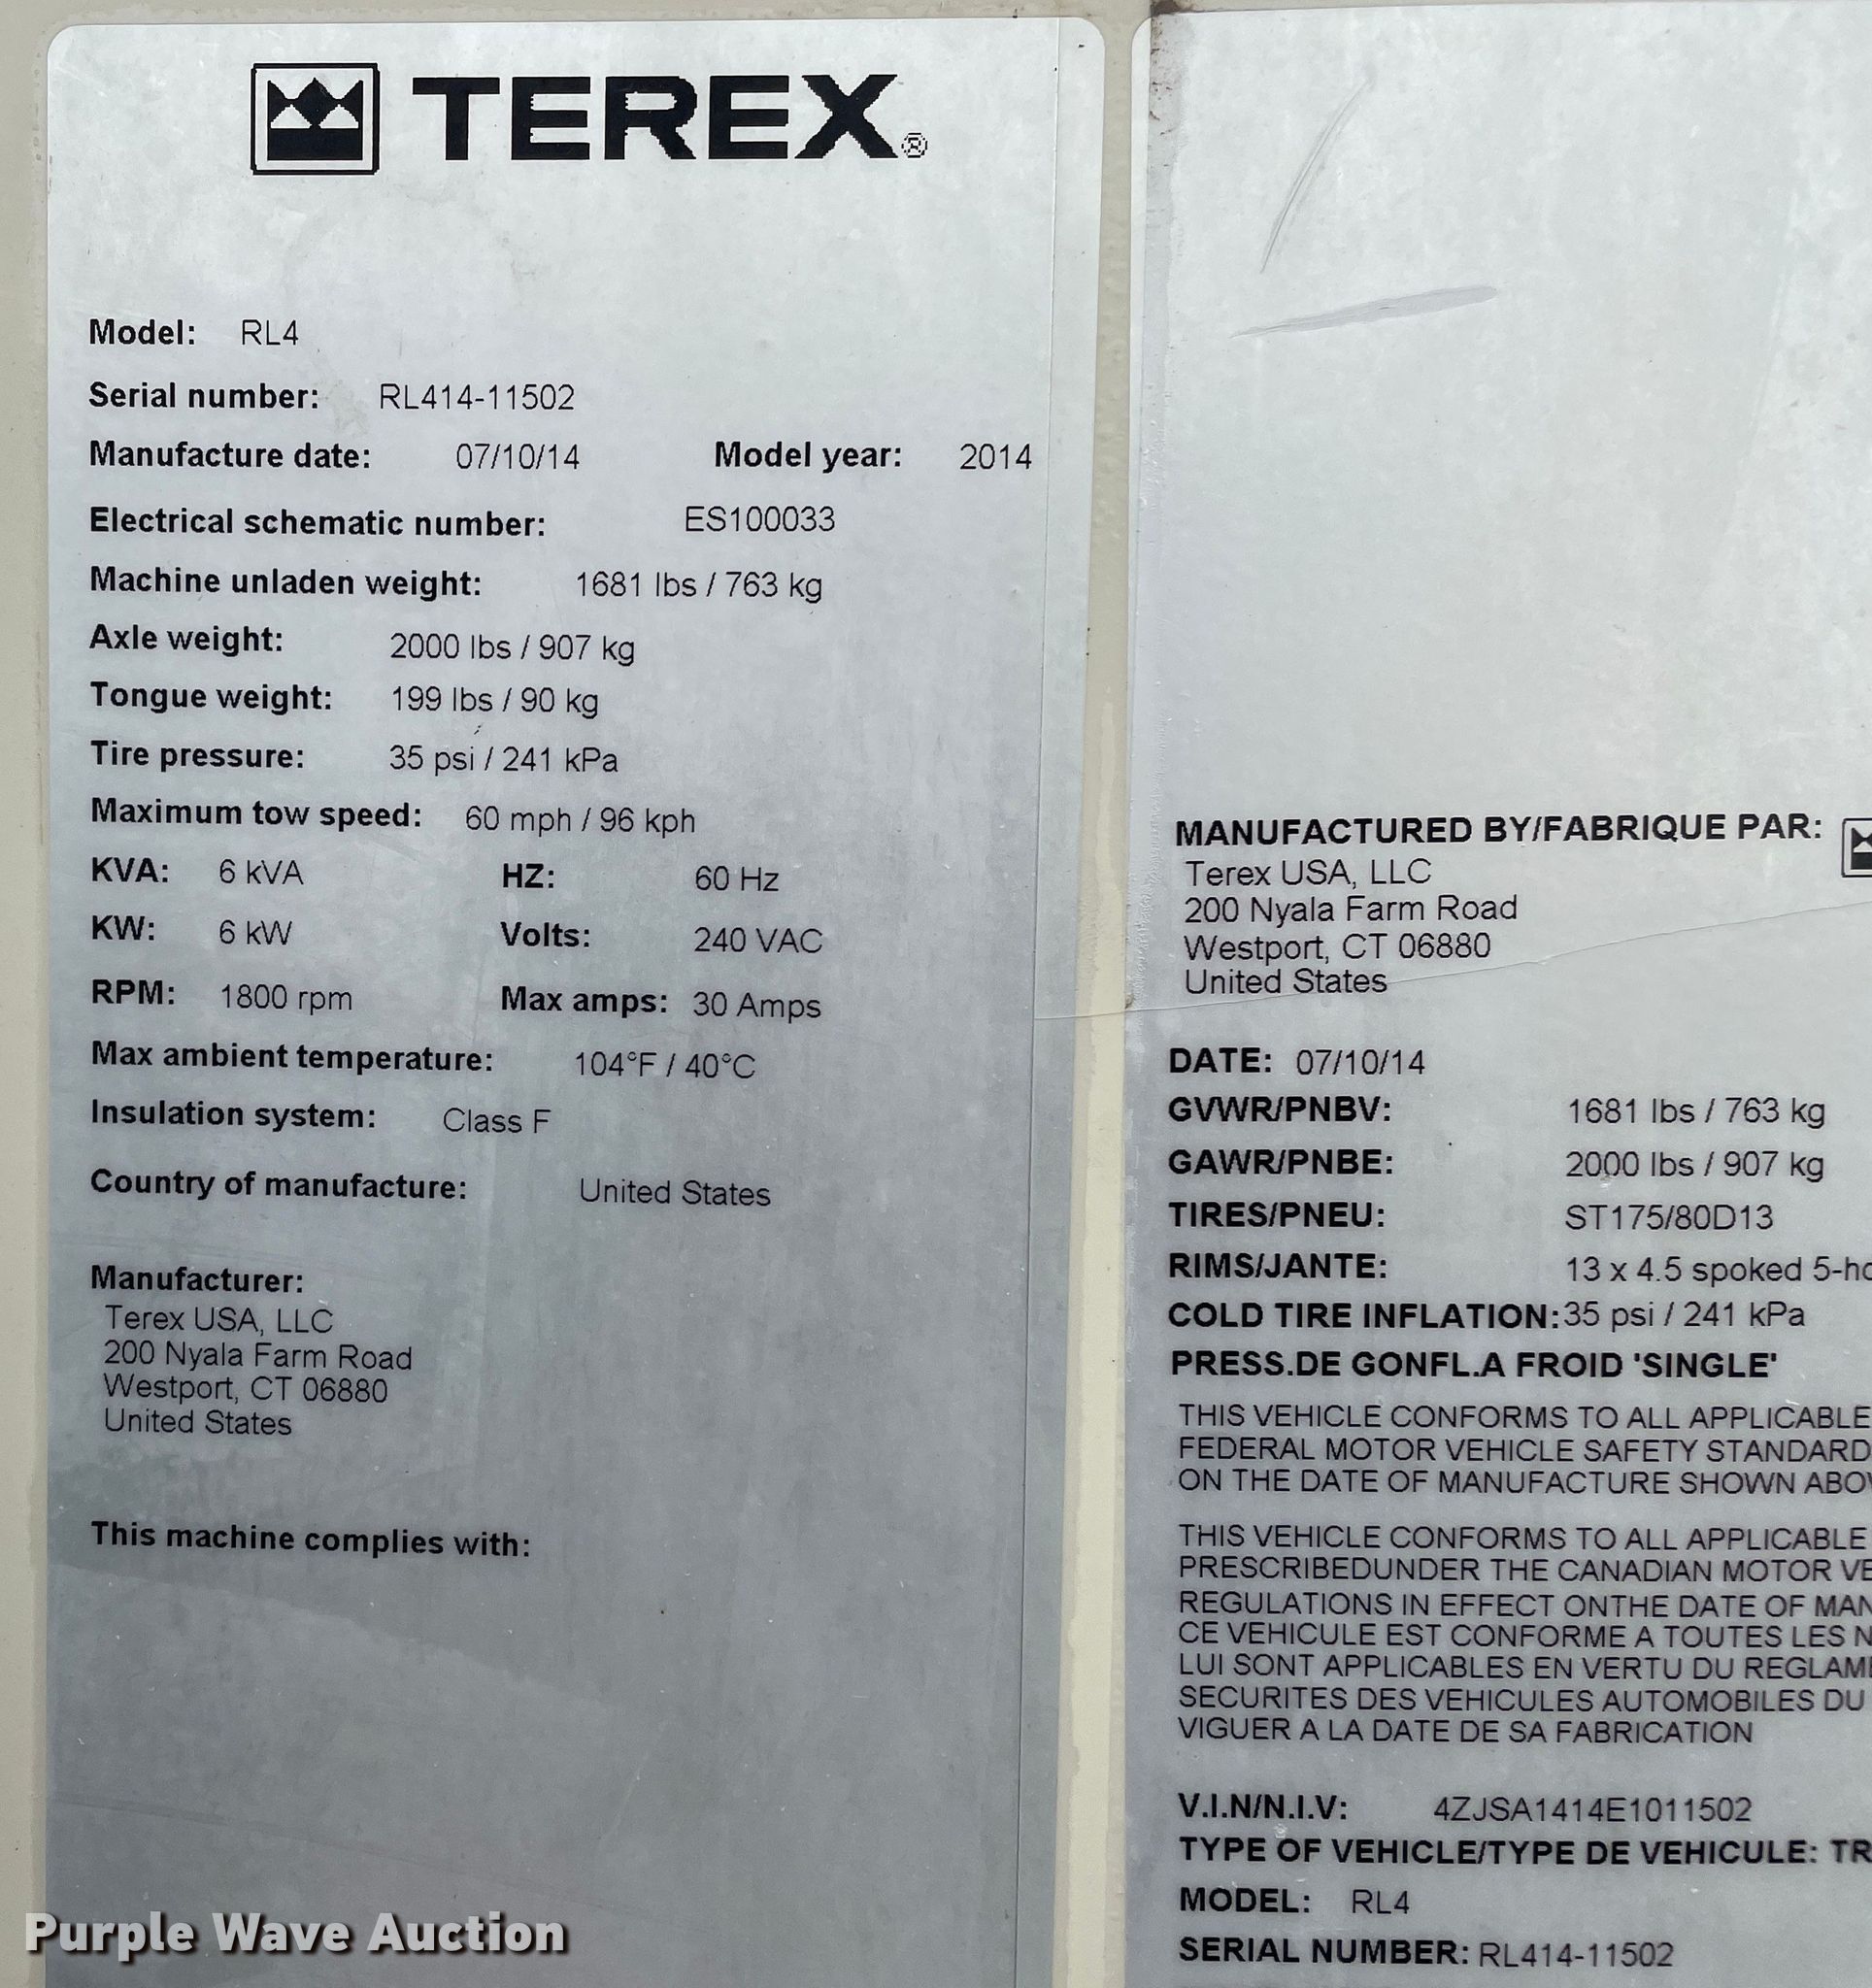 TEREX®
Model: RL4
Serial number: RL414-11502
Manufacture date: 07/10/14 Model year: 2014
Electrical schematic number: ES100033
Machine unladen weight: 1681 lbs / 763 kg
Axle weight: 2000 lbs / 907 kg
Tongue weight: 199 lbs / 90 kg
Tire pressure: 35 psi / 241 kPa
Maximum tow speed: 60 mph / 96 kph
KVA: 6 kVA HZ: 60 Hz
KW: 6 kW Volts: 240 VAC
RPM: 1800 rpm Max amps: 30 Amps
Max ambient temperature: 104°F / 40°C
Insulation system: Class F
Country of manufacture: United States
Manufacturer:
Terex USA, LLC
200 Nyala Farm Road
Westport, CT 06880
United States
This machine complies with:
MANUFACTURED BY/FABRIQUE PAR:
Terex USA, LLC
200 Nyala Farm Road
Westport, CT 06880
United States
DATE: 07/10/14
GVWR/PNBV: 1681 lbs / 763 kg
GAWR/PNBE: 2000 lbs / 907 kg
TIRES/PNEU: ST175/80D13
RIMS/JANTE: 13 x 4.5 spoked 5-ho
COLD TIRE INFLATION: 35 psi / 241 kPa
PRESS.DE GONFL.A FROID 'SINGLE'
THIS VEHICLE CONFORMS TO ALL APPLICABLE
FEDERAL MOTOR VEHICLE SAFETY STANDARD
ON THE DATE OF MANUFACTURE SHOWN ABOV
THIS VEHICLE CONFORMS TO ALL APPLICABLE
PRESCRIBEDUNDER THE CANADIAN MOTOR VE
REGULATIONS IN EFFECT ONTHE DATE OF MAN
CE VEHICULE EST CONFORME A TOUTES LES N
LUI SONT APPLICABLES EN VERTU DU REGLAME
SECURITES DES VEHICULES AUTOMOBILES DU
VIGUER A LA DATE DE SA FABRICATION
V.I.N/N.I.V: 4ZJSA1414E1011502
TYPE OF VEHICLE/TYPE DE VEHICULE: TR
MODEL: RL4
SERIAL NUMBER: RL414-11502
Purple Wave Auction